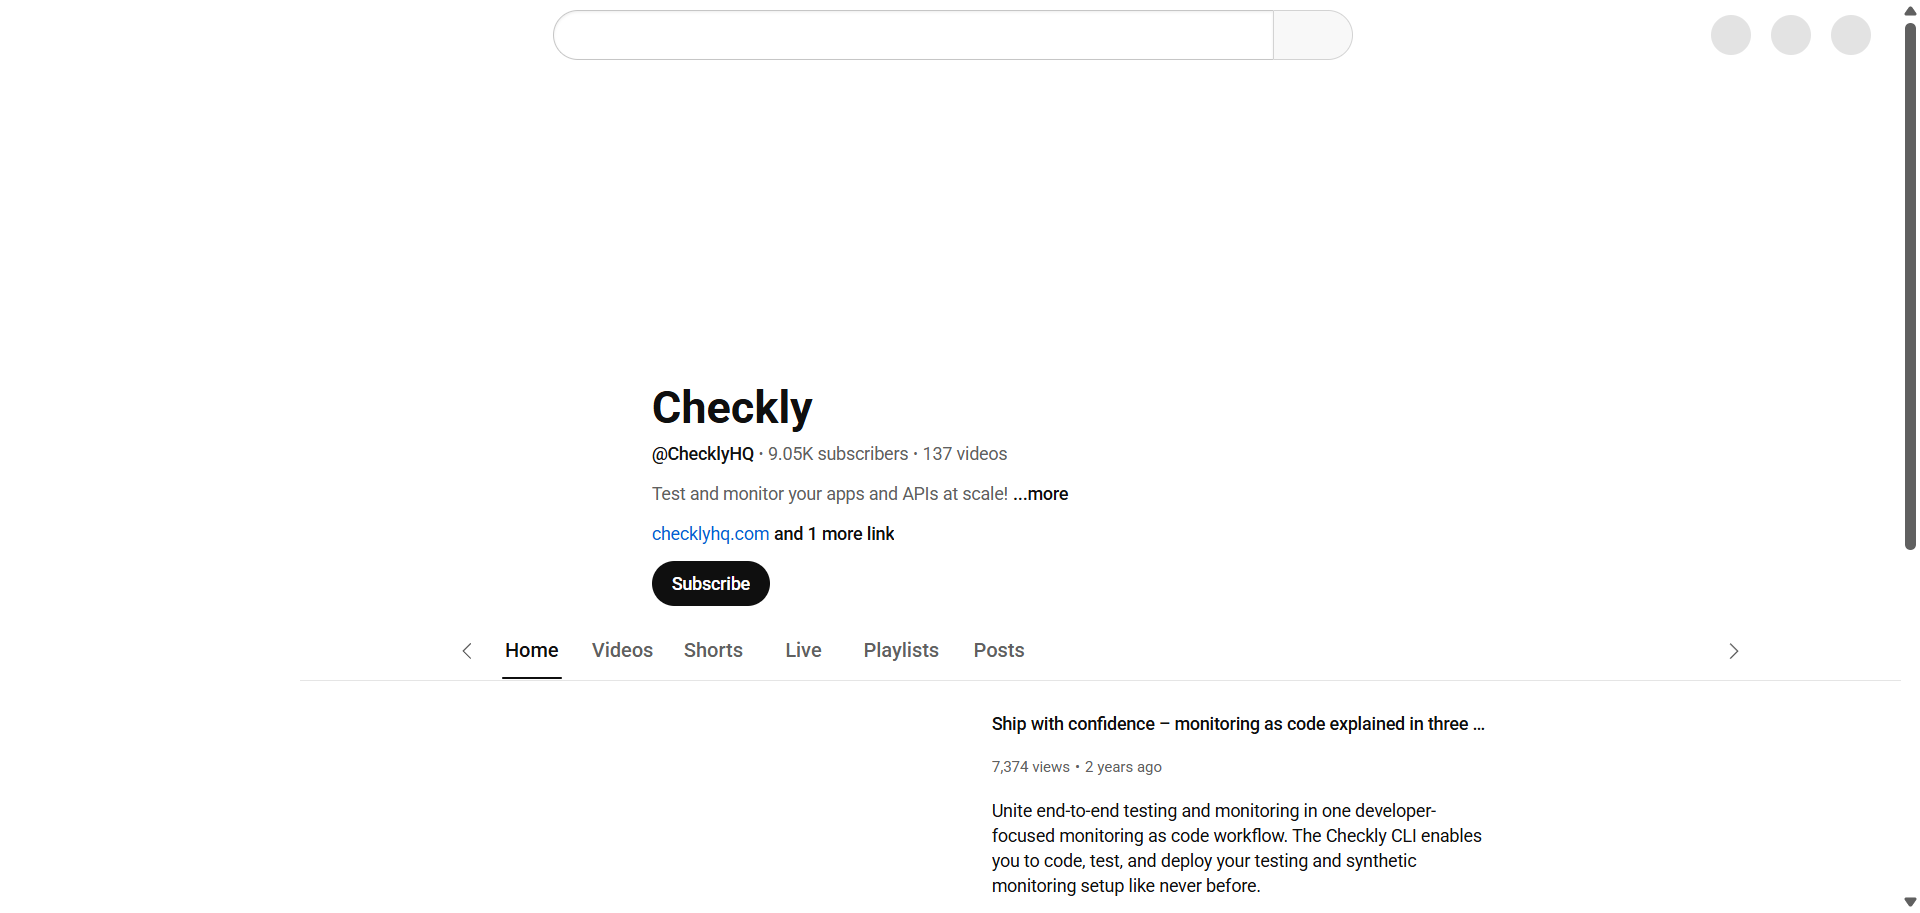 Checkly
@ChecklyHQ • 9.05K subscribers • 137 videos
Test and monitor your apps and APIs at scale! ...more
checklyhq.com and 1 more link
Subscribe
Home Videos Shorts Live Playlists Posts
Ship with confidence – monitoring as code explained in three ...
7,374 views • 2 years ago
Unite end-to-end testing and monitoring in one developer-
focused monitoring as code workflow. The Checkly CLI enables
you to code, test, and deploy your testing and synthetic
monitoring setup like never before.